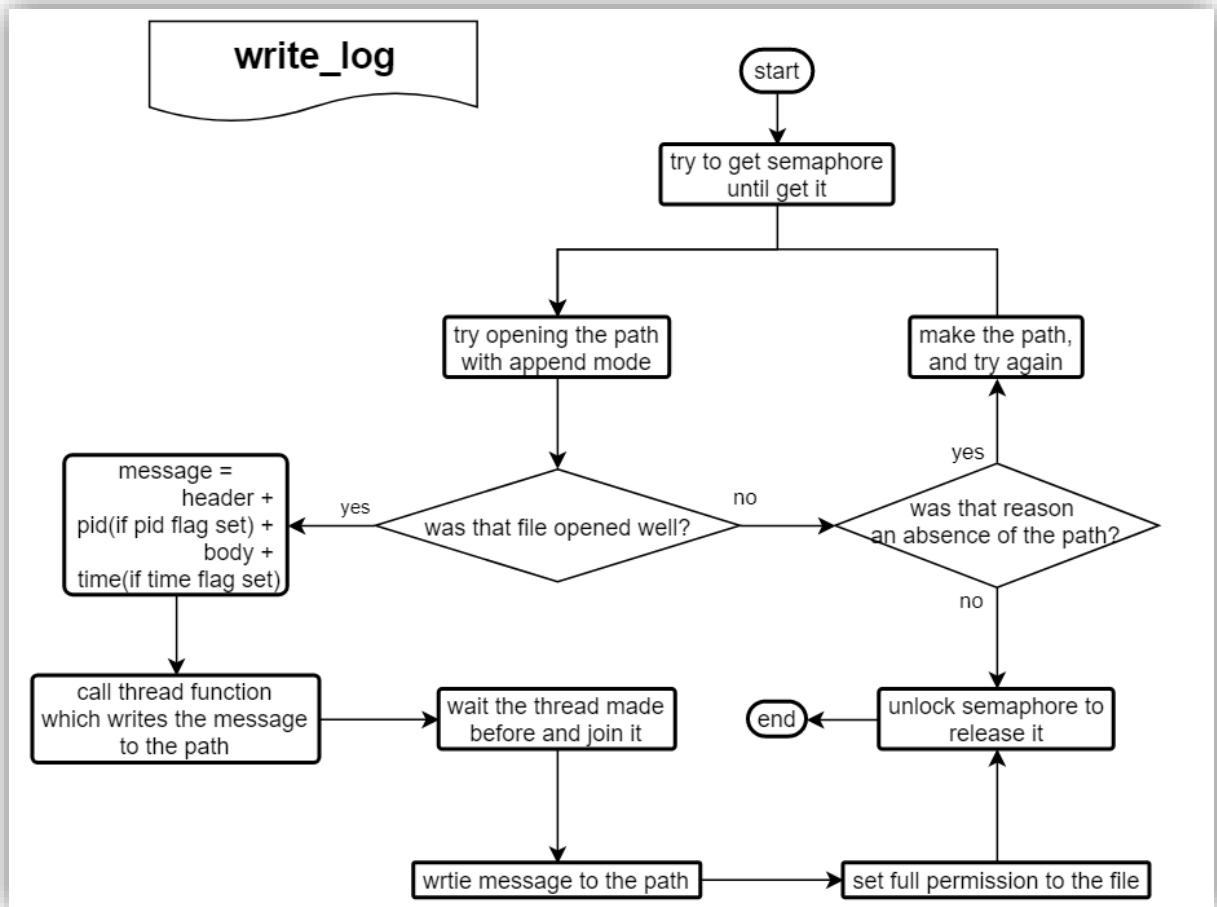 write_log
start
try to get semaphore
until get it
try opening the path
with append mode
make the path,
and try again
yes
message =
header +
pid(if pid flag set) +
body +
time(if time flag set)
yes
was that file opened well?
no
was that reason
an absence of the path?
no
call thread function
which writes the message
to the path
wait the thread made
before and join it
end
unlock semaphore to
release it
wrtie message to the path
set full permission to the file